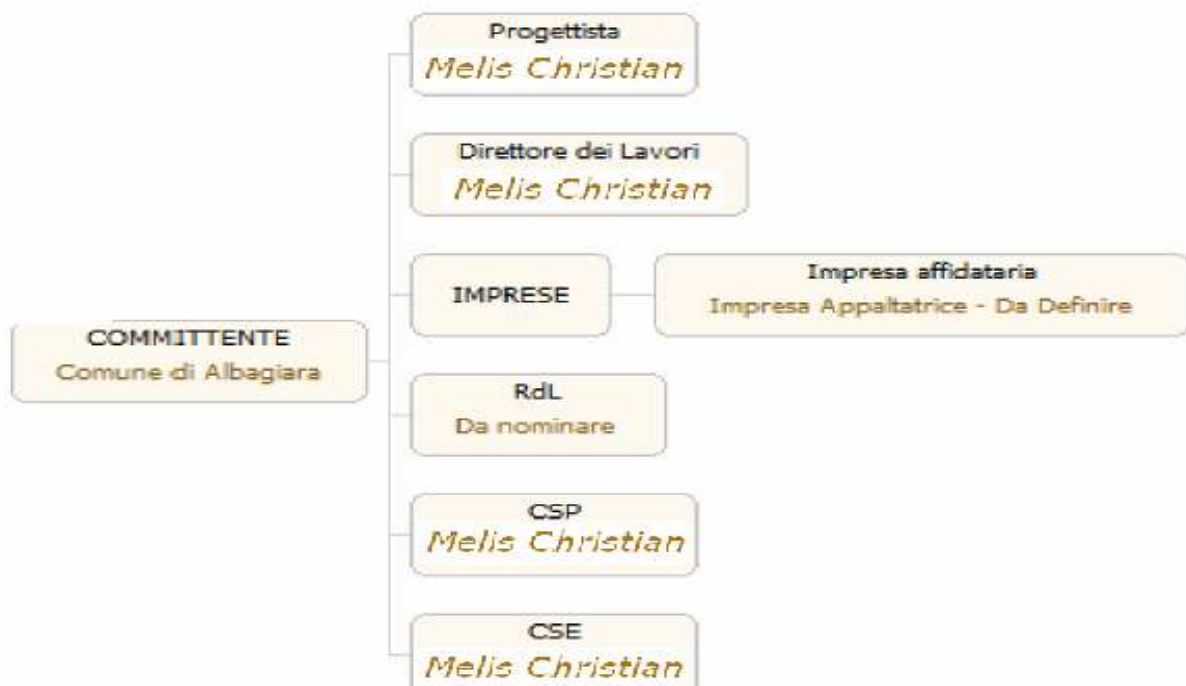 Progettista
Melis Christian
Direttore dei Lavori
Melis Christian
IMPRESE
Impresa affidataria
Impresa Appaltatrice - Da Definire
COMMITTENTE
Comune di Albagiara
RdL
Da nominare
CSP
Melis Christian
CSE
Melis Christian